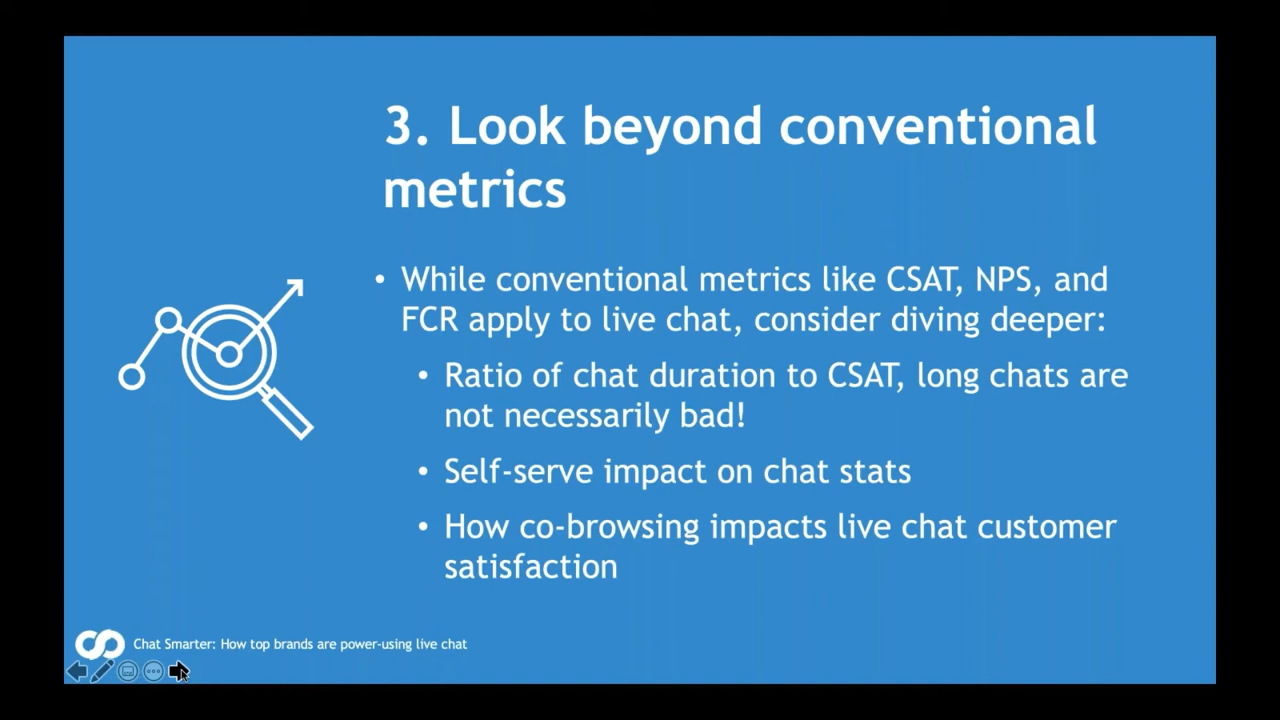 3. Look beyond conventional
metrics
• While conventional metrics like CSAT, NPS, and
FCR apply to live chat, consider diving deeper:
• Ratio of chat duration to CSAT, long chats are
not necessarily bad!
• Self-serve impact on chat stats
• How co-browsing impacts live chat customer
satisfaction
Chat Smarter: How top brands are power-using live chat